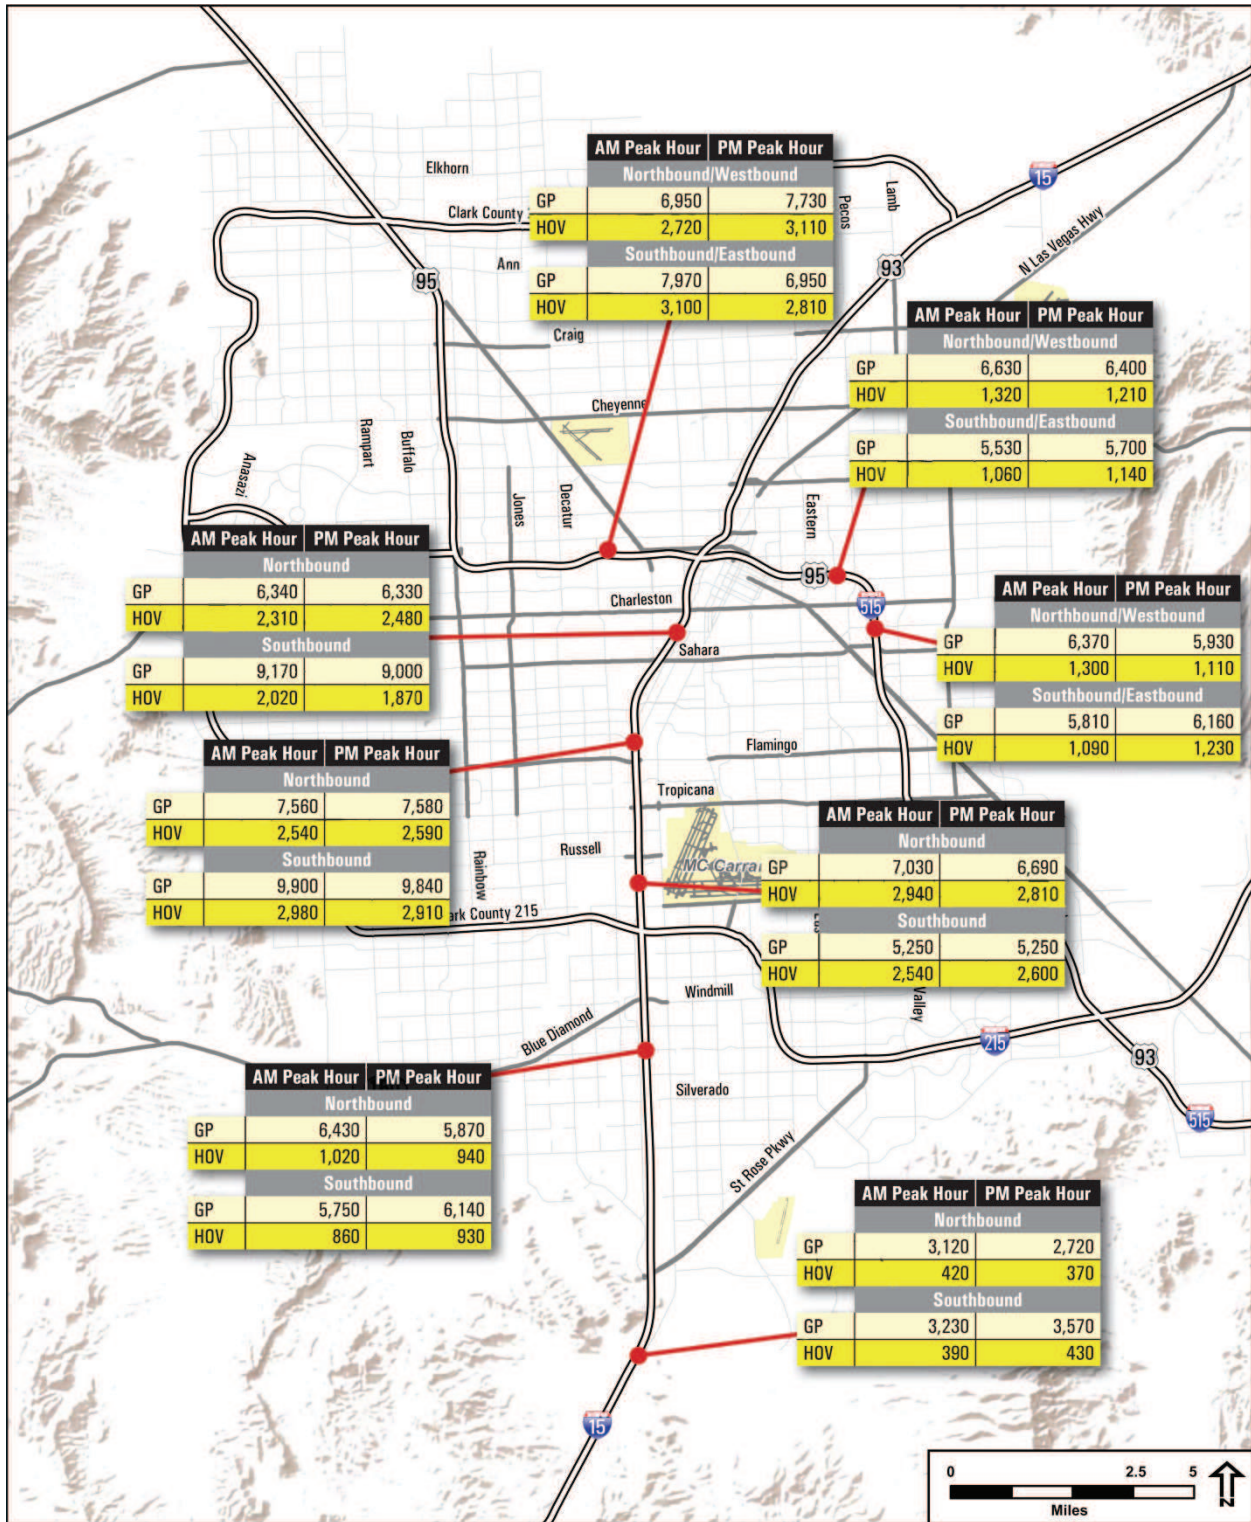 AM Peak Hour PM Peak Hour
Northbound/Westbound
GP 6,950 7,730
HOV 2,720 3,110
Southbound/Eastbound
GP 7,970 6,950
HOV 3,100 2,810
Elkhorn
Clark County
Ann
95
Craig
Pecos
Lamb
15
N Las Vegas Hwy
93
AM Peak Hour PM Peak Hour
Northbound/Westbound
GP 6,630 6,400
HOV 1,320 1,210
Southbound/Eastbound
GP 5,530 5,700
HOV 1,060 1,140
Cheyenne
Anasazi
Rampart
Buffalo
Jones
Decatur
Eastern
95
515
Charleston
Sahara
AM Peak Hour PM Peak Hour
Northbound
GP 6,340 6,330
HOV 2,310 2,480
Southbound
GP 9,170 9,000
HOV 2,020 1,870
AM Peak Hour PM Peak Hour
Northbound/Westbound
GP 6,370 5,930
HOV 1,300 1,110
Southbound/Eastbound
GP 5,810 6,160
HOV 1,090 1,230
AM Peak Hour PM Peak Hour
Northbound
GP 7,560 7,580
HOV 2,540 2,590
Southbound
GP 9,900 9,840
HOV 2,980 2,910
Flamingo
Tropicana
Russell
Rainbow
MC Carra
ark County 215
AM Peak Hour PM Peak Hour
Northbound
GP 7,030 6,690
HOV 2,940 2,810
Southbound
GP 5,250 5,250
HOV 2,540 2,600
Windmill
Valley
Blue Diamond
215
93
515
Silverado
St Rose Pkwy
AM Peak Hour PM Peak Hour
Northbound
GP 6,430 5,870
HOV 1,020 940
Southbound
GP 5,750 6,140
HOV 860 930
AM Peak Hour PM Peak Hour
Northbound
GP 3,120 2,720
HOV 420 370
Southbound
GP 3,230 3,570
HOV 390 430
15
0 2.5 5
Miles
N